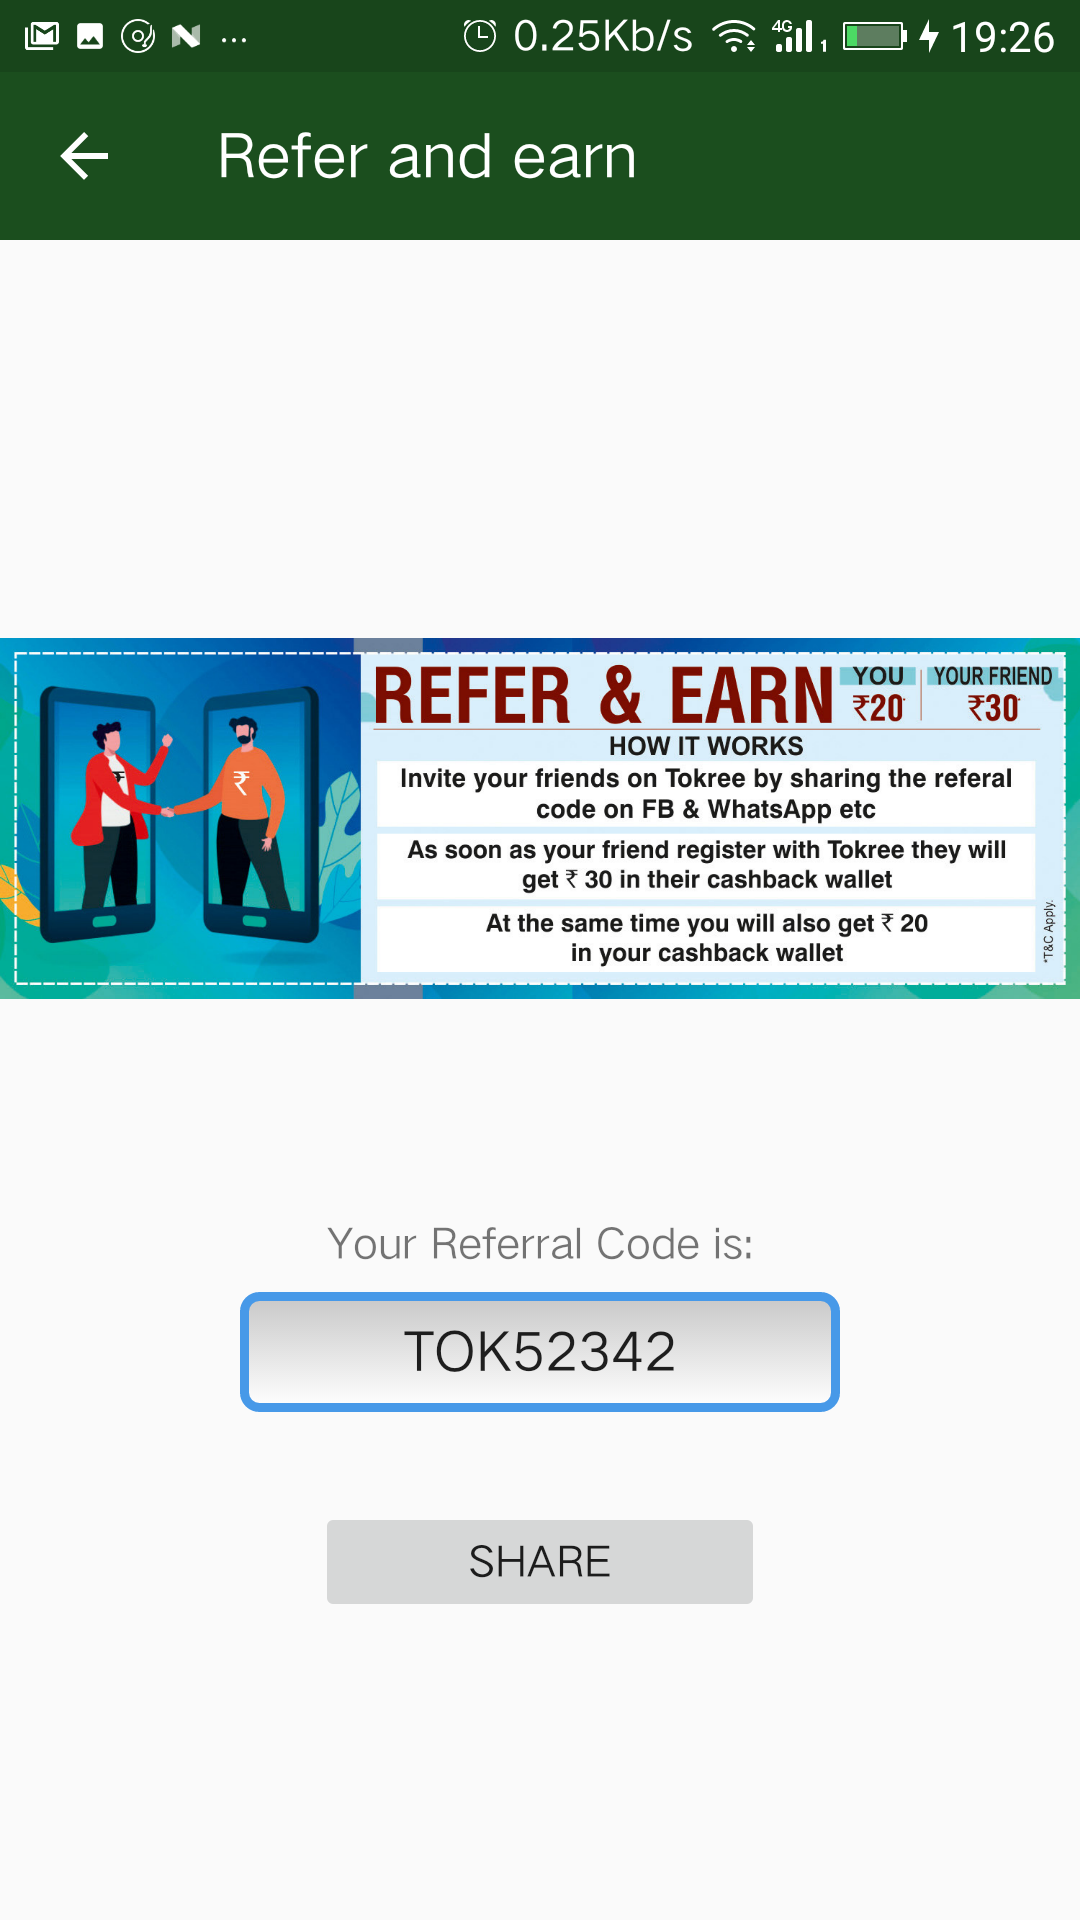 0.25Kb/s 4G 1 19:26
Refer and earn
REFER & EARN
YOU
₹20*
YOUR FRIEND
₹30*
HOW IT WORKS
Invite your friends on Tokree by sharing the referal
code on FB & WhatsApp etc
As soon as your friend register with Tokree they will
get ₹ 30 in their cashback wallet
At the same time you will also get ₹ 20
in your cashback wallet
*T&C Apply.
₹
₹
Your Referral Code is:
TOK52342
SHARE